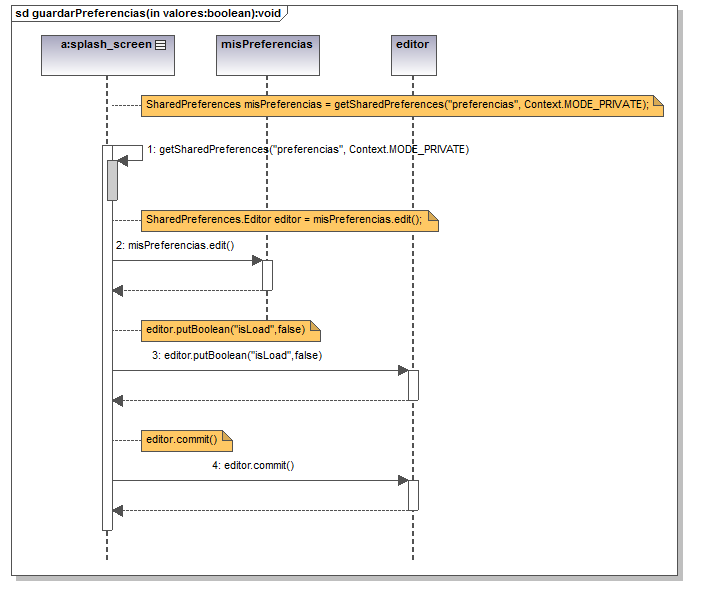 sd guardarPreferencias(in valores:boolean):void
a:splash_screen
misPreferencias
editor
SharedPreferences misPreferencias = getSharedPreferences("preferencias", Context.MODE_PRIVATE);
1: getSharedPreferences("preferencias", Context.MODE_PRIVATE)
SharedPreferences.Editor editor = misPreferencias.edit();
2: misPreferencias.edit()
editor.putBoolean("isLoad",false)
3: editor.putBoolean("isLoad",false)
editor.commit()
4: editor.commit()